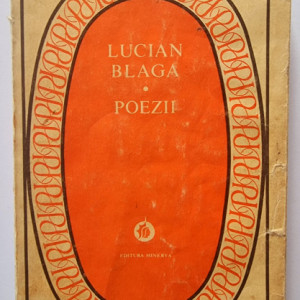 LUCIAN
BLAGA
POEZII
EDITURA MINERVA